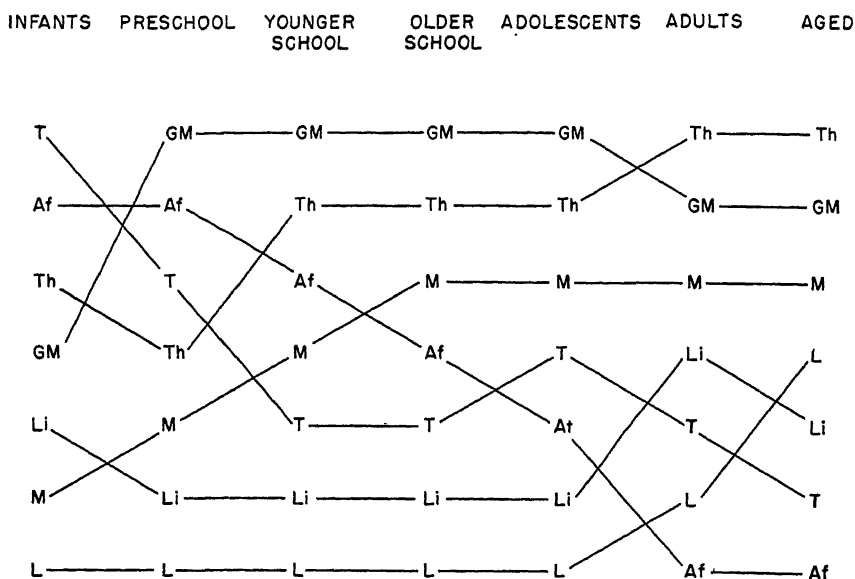 INFANTS PRESCHOOL YOUNGER SCHOOL OLDER SCHOOL ADOLESCENTS ADULTS AGED
T GM GM GM GM Th Th
Af Af Th Th Th GM GM
Th T Af M M M M
GM Th M Af T Li L
Li M T T At T Li
M Li Li Li Li L T
L L L L L Af Af